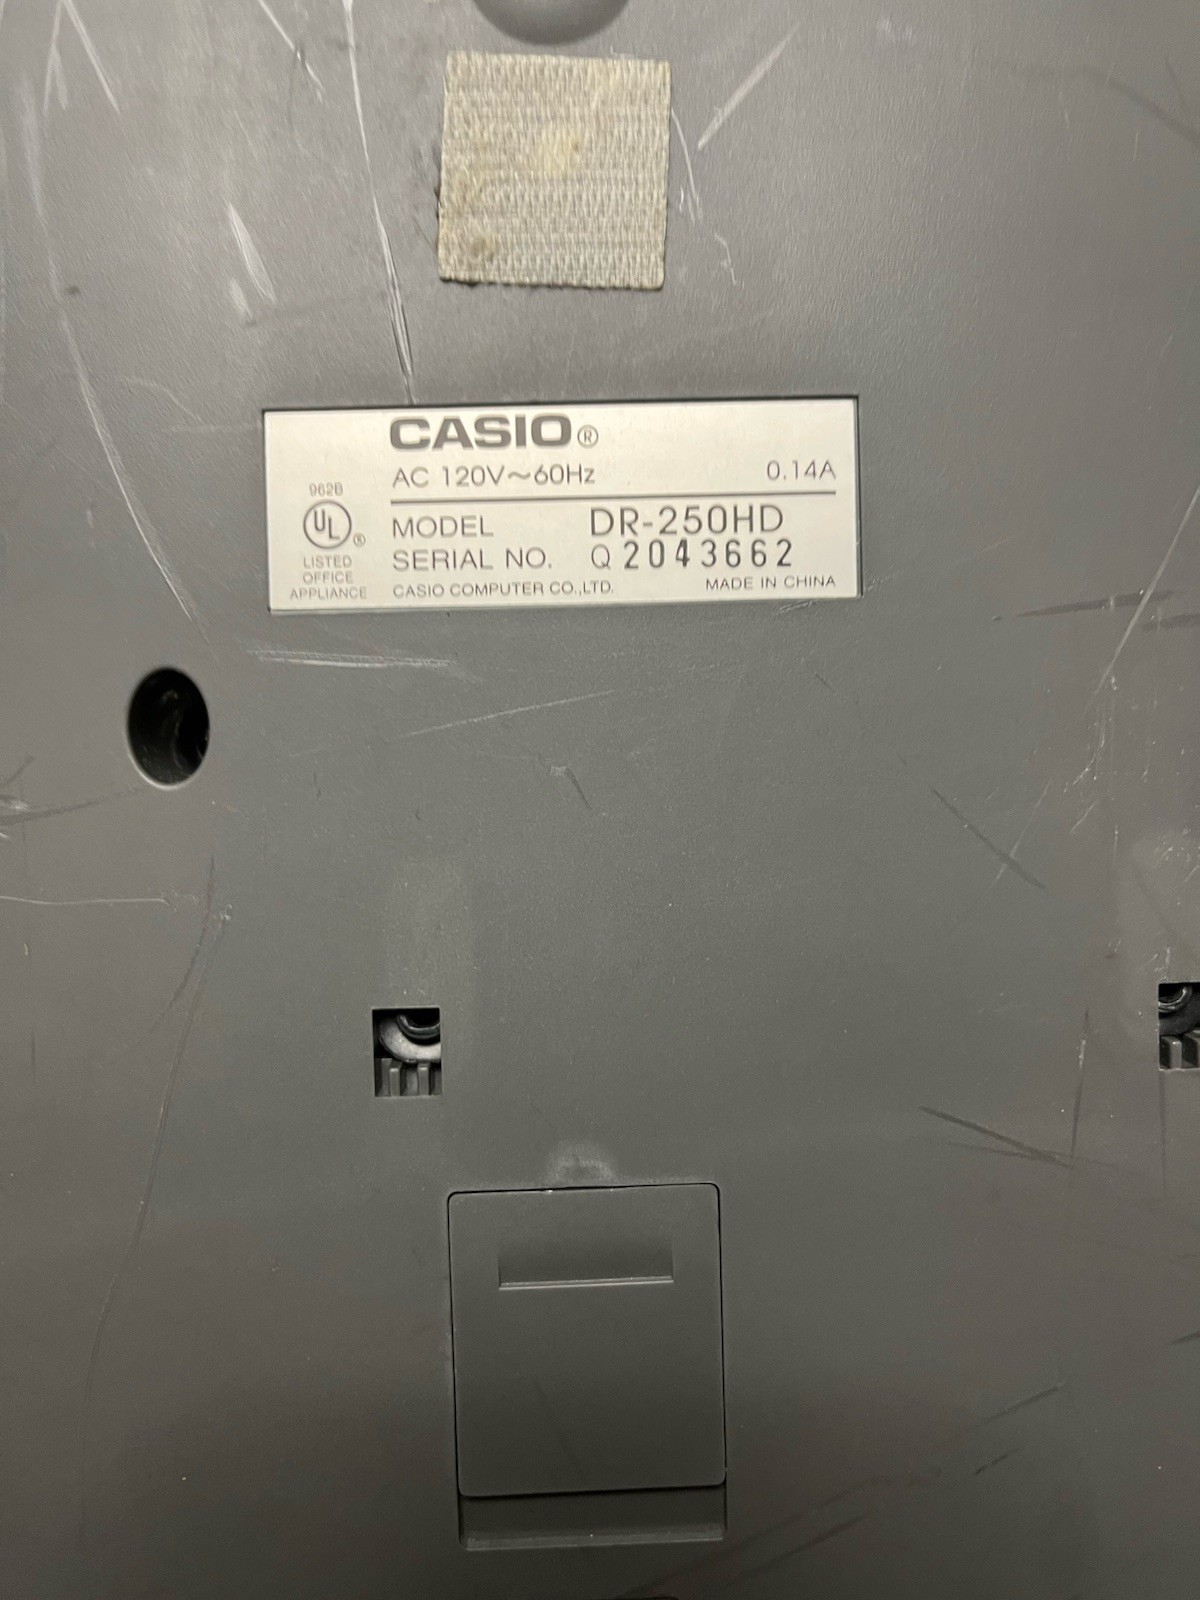 CASIO®
AC 120V~60Hz 0.14A
962B
UL®
LISTED
OFFICE
APPLIANCE
MODEL DR-250HD
SERIAL NO. Q 2043662
CASIO COMPUTER CO.,LTD. MADE IN CHINA